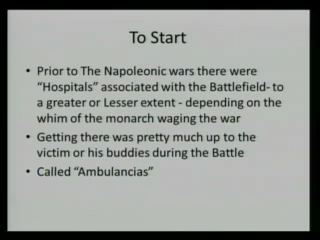 To Start
• Prior to The Napoleonic wars there were
"Hospitals" associated with the Battlefield- to
a greater or Lesser extent - depending on the
whim of the monarch waging the war
• Getting there was pretty much up to the
victim or his buddies during the Battle
• Called "Ambulancias"